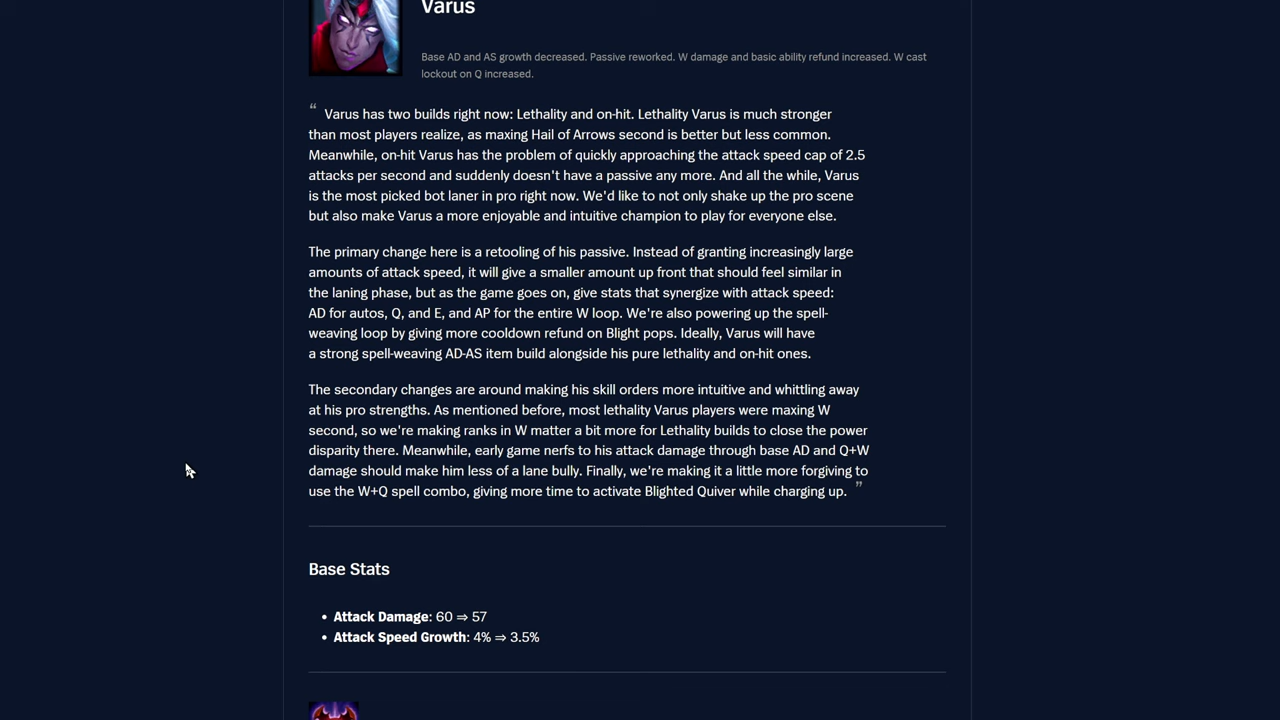 Varus
Base AD and AS growth decreased. Passive reworked. W damage and basic ability refund increased. W cast
lockout on Q increased.
“ Varus has two builds right now: Lethality and on-hit. Lethality Varus is much stronger
than most players realize, as maxing Hail of Arrows second is better but less common.
Meanwhile, on-hit Varus has the problem of quickly approaching the attack speed cap of 2.5
attacks per second and suddenly doesn't have a passive any more. And all the while, Varus
is the most picked bot laner in pro right now. We'd like to not only shake up the pro scene
but also make Varus a more enjoyable and intuitive champion to play for everyone else.
The primary change here is a retooling of his passive. Instead of granting increasingly large
amounts of attack speed, it will give a smaller amount up front that should feel similar in
the laning phase, but as the game goes on, give stats that synergize with attack speed:
AD for autos, Q, and E, and AP for the entire W loop. We're also powering up the spell-
weaving loop by giving more cooldown refund on Blight pops. Ideally, Varus will have
a strong spell-weaving AD-AS item build alongside his pure lethality and on-hit ones.
The secondary changes are around making his skill orders more intuitive and whittling away
at his pro strengths. As mentioned before, most lethality Varus players were maxing W
second, so we're making ranks in W matter a bit more for Lethality builds to close the power
disparity there. Meanwhile, early game nerfs to his attack damage through base AD and Q+W
damage should make him less of a lane bully. Finally, we're making it a little more forgiving to
use the W+Q spell combo, giving more time to activate Blighted Quiver while charging up. ”
Base Stats
• Attack Damage: 60 ⇒ 57
• Attack Speed Growth: 4% ⇒ 3.5%